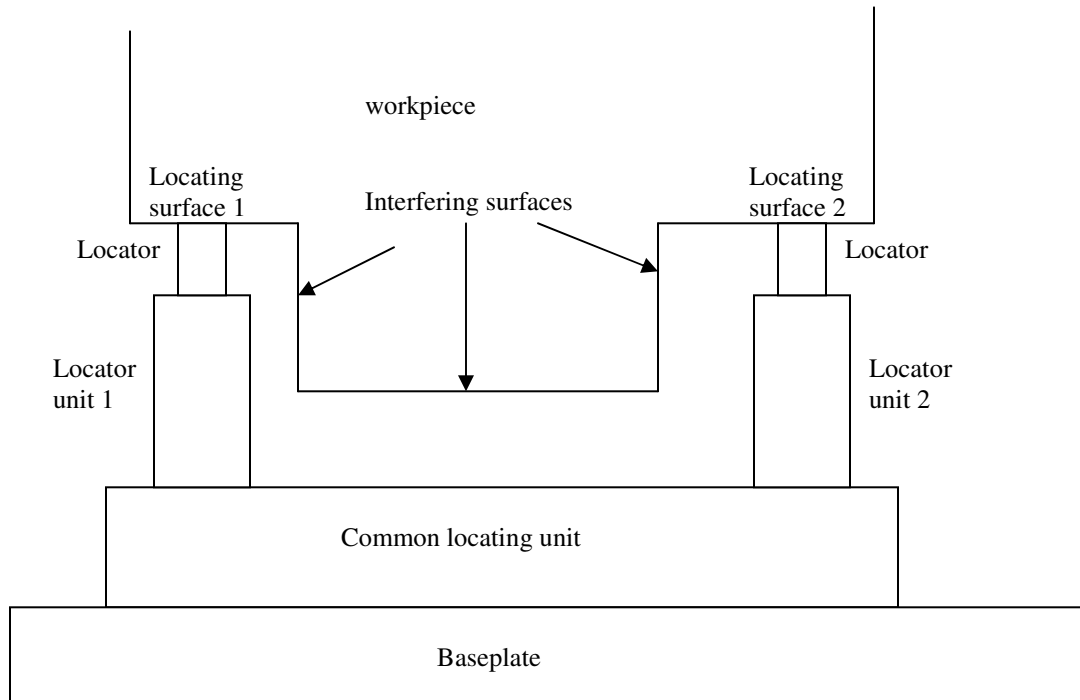 workpiece
Locating
surface 1
Interfering surfaces
Locating
surface 2
Locator
Locator
Locator
unit 1
Locator
unit 2
Common locating unit
Baseplate